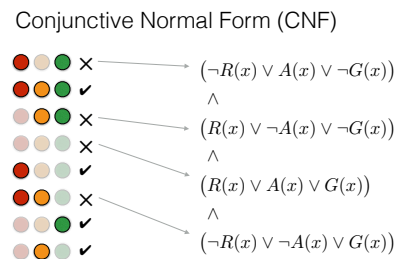 Conjunctive Normal Form (CNF)
×
(¬R(x) ∨ A(x) ∨ ¬G(x))
✔
∧
×
(R(x) ∨ ¬A(x) ∨ ¬G(x))
×
∧
✔
(R(x) ∨ A(x) ∨ G(x))
×
∧
✔
(¬R(x) ∨ ¬A(x) ∨ G(x))
✔